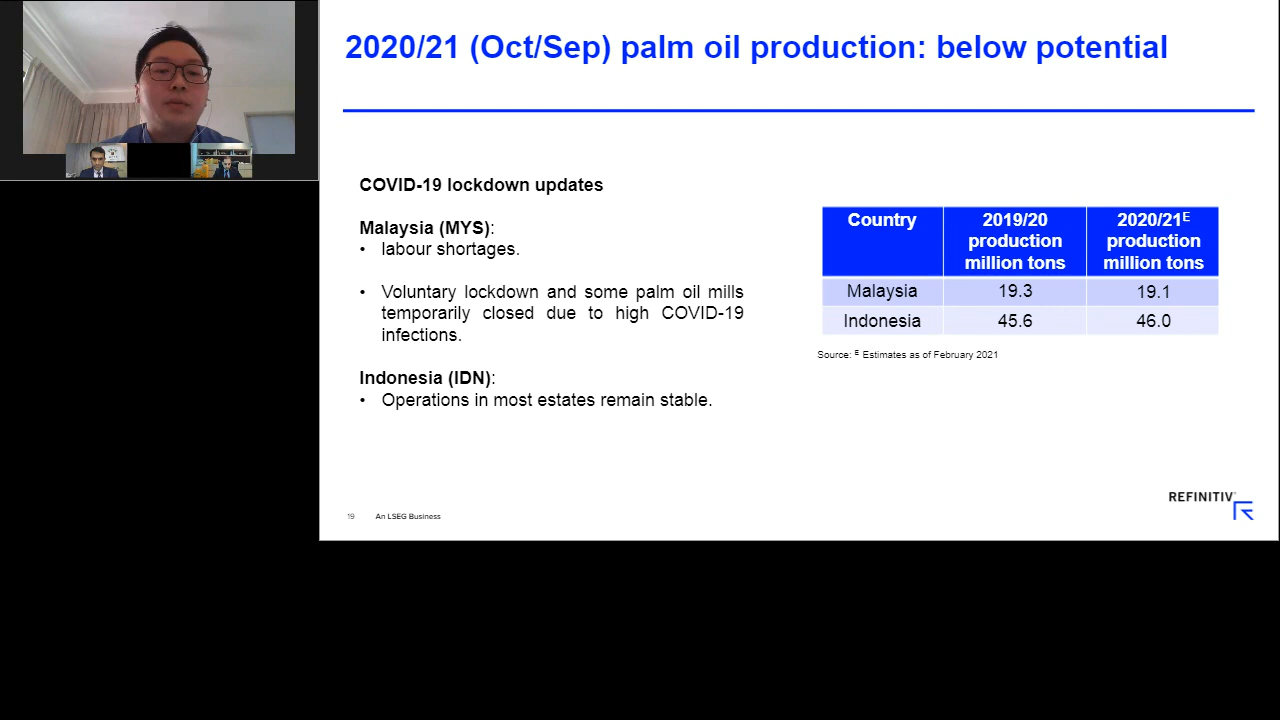 2020/21 (Oct/Sep) palm oil production: below potential
COVID-19 lockdown updates
Malaysia (MYS):
• labour shortages.
• Voluntary lockdown and some palm oil mills
temporarily closed due to high COVID-19
infections.
Indonesia (IDN):
• Operations in most estates remain stable.
Country 2019/20 production million tons 2020/21E production million tons
Malaysia 19.3 19.1
Indonesia 45.6 46.0
Source: E Estimates as of February 2021
REFINITIV
19 An LSEG Business